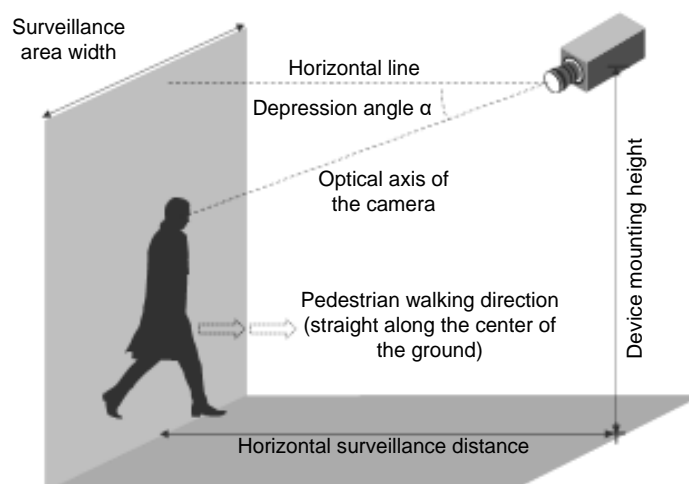 Surveillance
area width
Horizontal line
Depression angle α
Optical axis of
the camera
Device mounting height
Pedestrian walking direction
(straight along the center of
the ground)
Horizontal surveillance distance